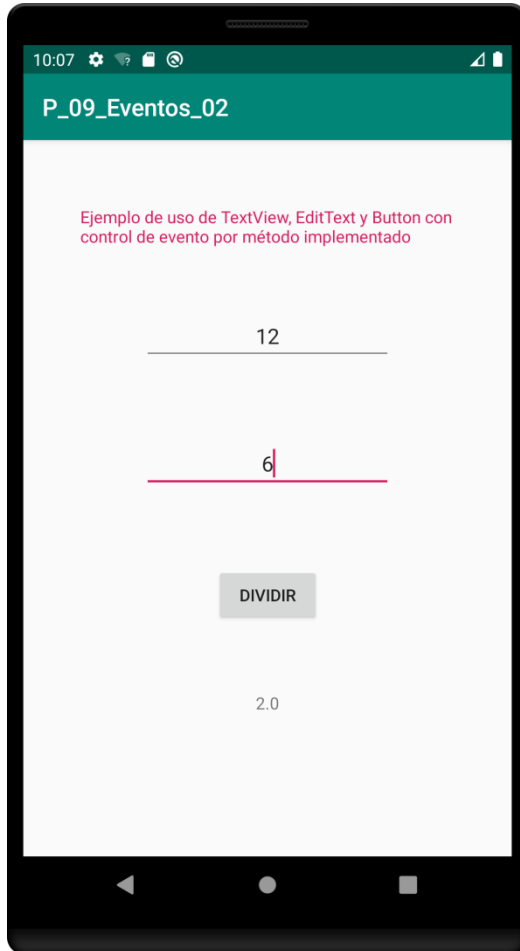 10:07
P_09_Eventos_02
Ejemplo de uso de TextView, EditText y Button con
control de evento por método implementado
12
6
DIVIDIR
2.0